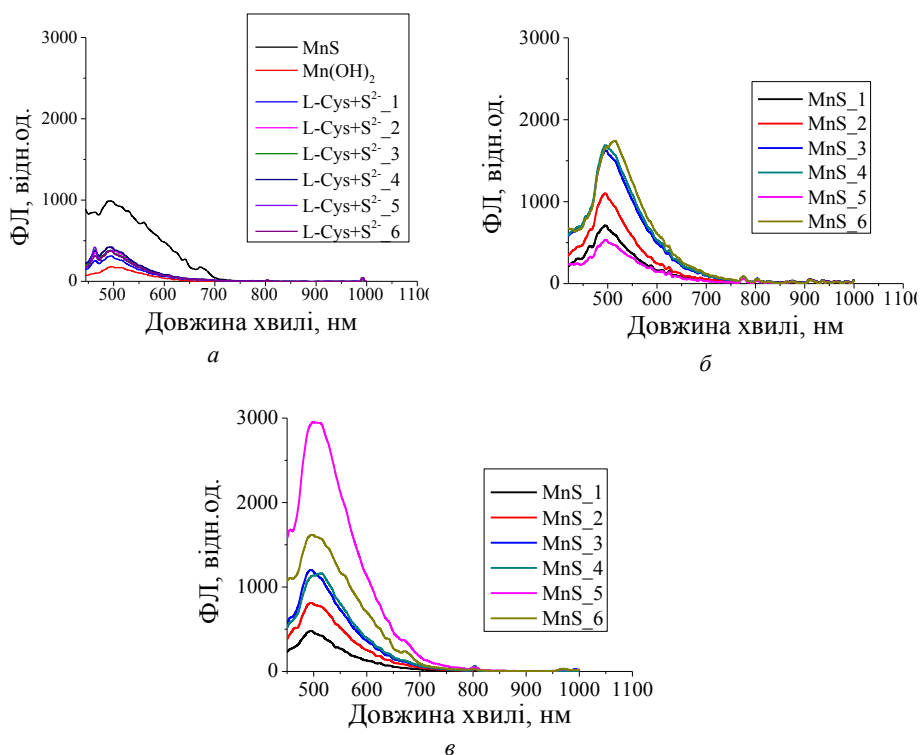 3000
2000
1000
0
ФЛ, відн.од.
500 600 700 800 900 1000 1100
Довжина хвилі, нм
MnS
Mn(OH)₂
L-Cys+S²⁻_1
L-Cys+S²⁻_2
L-Cys+S²⁻_3
L-Cys+S²⁻_4
L-Cys+S²⁻_5
L-Cys+S²⁻_6
а
3000
2000
1000
0
ФЛ, відн.од.
500 600 700 800 900 1000
Довжина хвилі, нм
MnS_1
MnS_2
MnS_3
MnS_4
MnS_5
MnS_6
б
3000
2000
1000
0
ФЛ, відн.од.
500 600 700 800 900 1000 1100
Довжина хвилі, нм
MnS_1
MnS_2
MnS_3
MnS_4
MnS_5
MnS_6
в